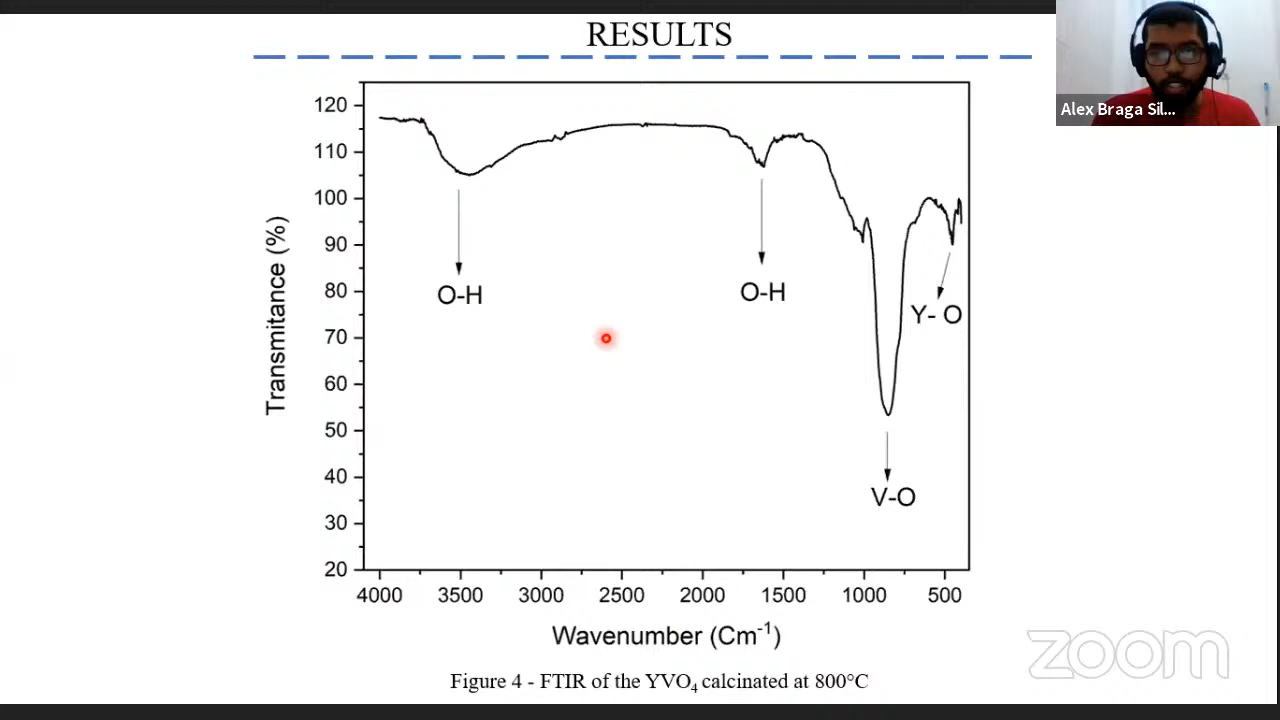 RESULTS
Alex Braga Sil...
120
110
100
90
80
70
60
50
40
30
20
Transmitance (%)
O-H
O-H
Y- O
V-O
4000 3500 3000 2500 2000 1500 1000 500
Wavenumber (Cm⁻¹)
zoom
Figure 4 - FTIR of the YVO₄ calcinated at 800°C